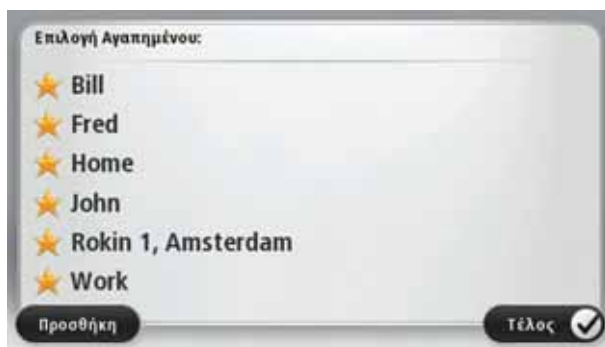 Επιλογή Αγαπημένου:
Bill
Fred
Home
John
Rokin 1, Amsterdam
Work
Προσθήκη
Τέλος